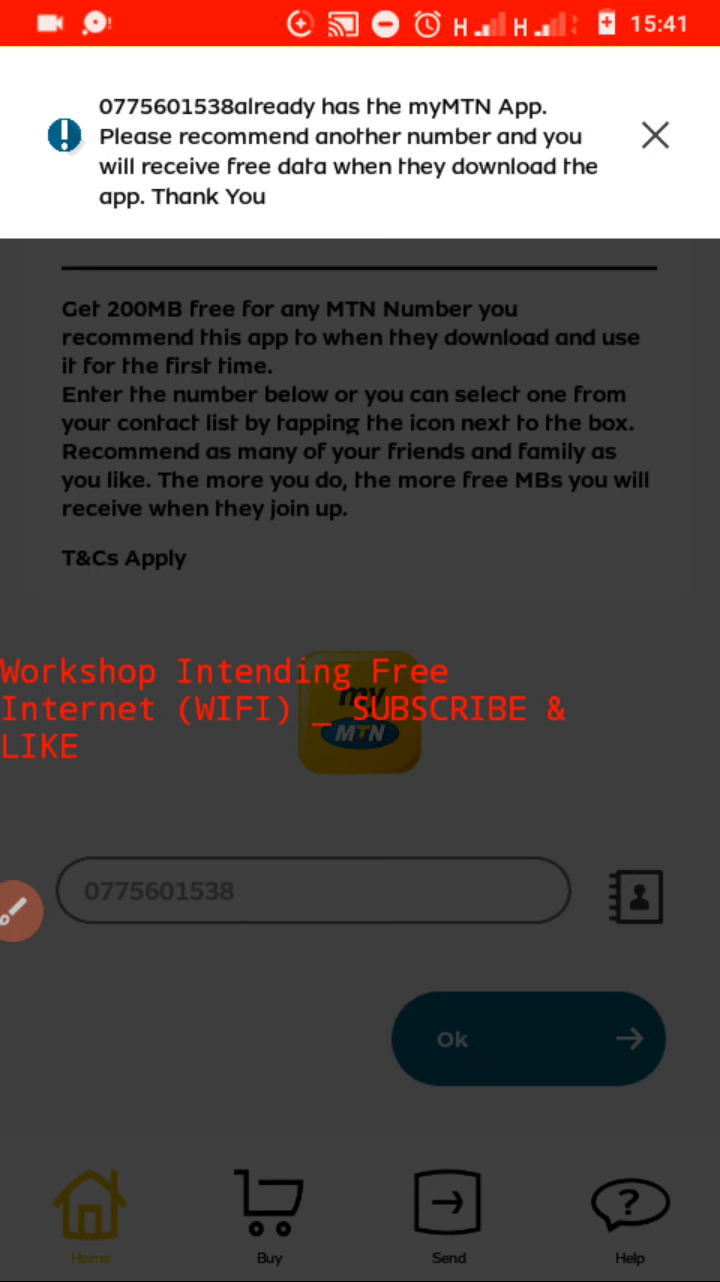 15:41
0775601538already has the myMTN App.
Please recommend another number and you
will receive free data when they download the
app. Thank You
Get 200MB free for any MTN Number you
recommend this app to when they download and use
it for the first time.
Enter the number below or you can select one from
your contact list by tapping the icon next to the box.
Recommend as many of your friends and family as
you like. The more you do, the more free MBs you will
receive when they join up.
T&Cs Apply
Workshop Intending Free
Internet (WIFI) _ SUBSCRIBE &
LIKE
my
MTN
0775601538
Ok
Home Buy Send Help